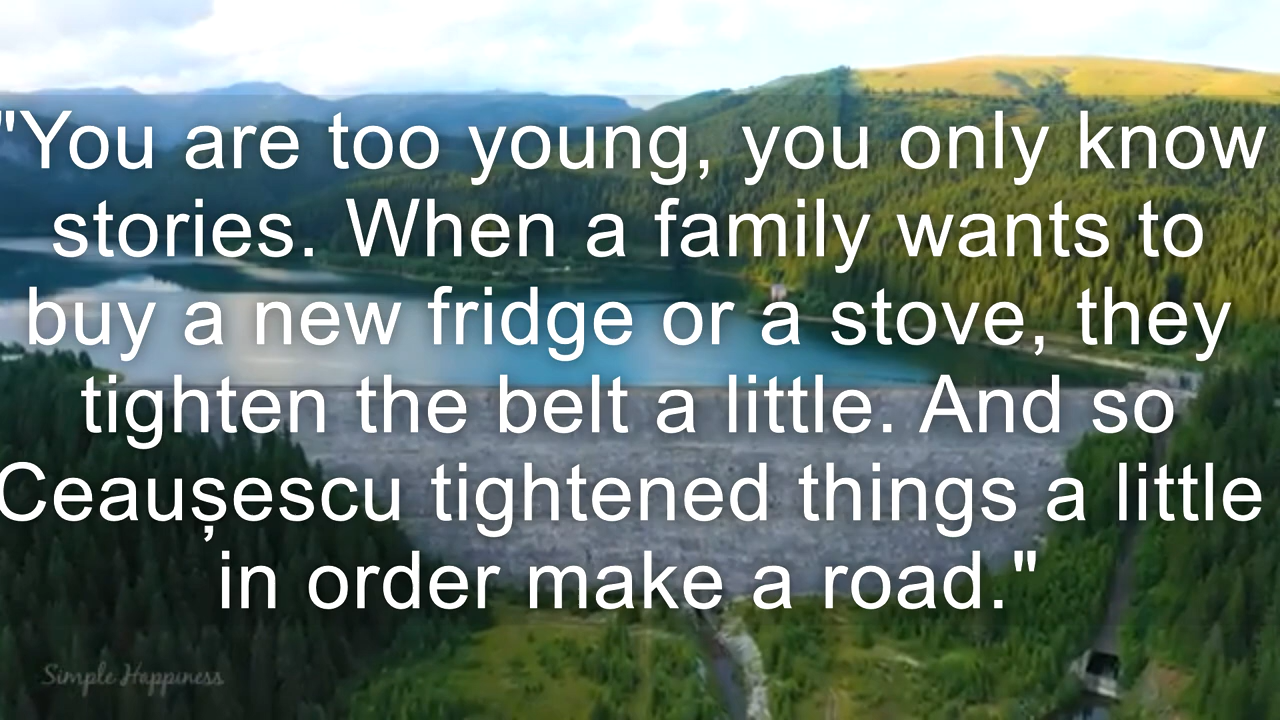 "You are too young, you only know
stories. When a family wants to
buy a new fridge or a stove, they
tighten the belt a little. And so
Ceaușescu tightened things a little
in order make a road."
Simple Happiness